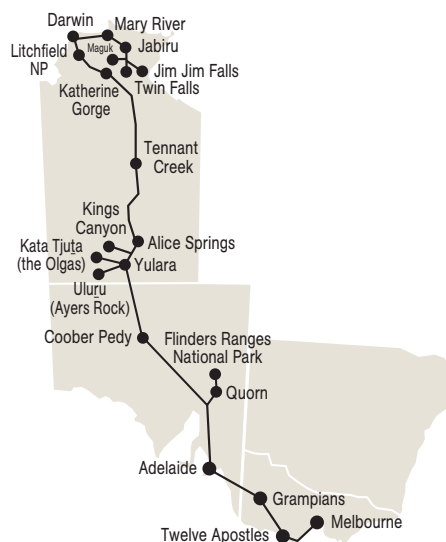 Darwin
Mary River
Litchfield
NP
Maguk
Jabiru
Jim Jim Falls
Twin Falls
Katherine
Gorge
Tennant
Creek
Kings
Canyon
Alice Springs
Kata Tjuṯa
(the Olgas)
Yulara
Uluṟu
(Ayers Rock)
Coober Pedy
Flinders Ranges
National Park
Quorn
Adelaide
Grampians
Melbourne
Twelve Apostles